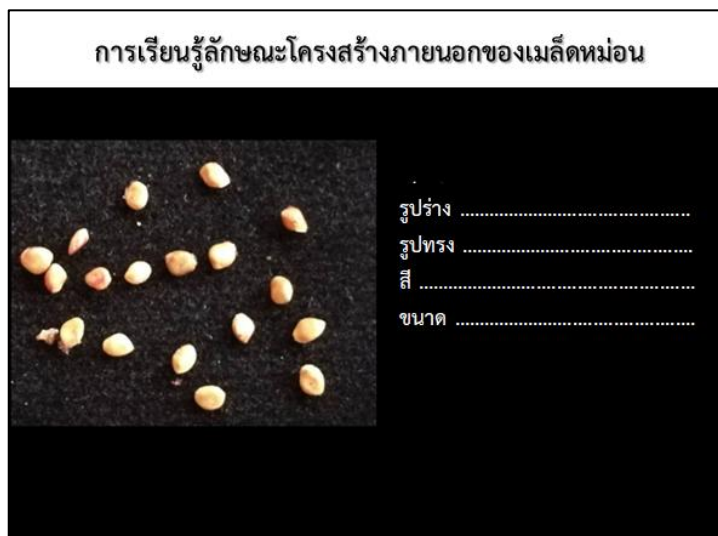 การเรียนรู้ลักษณะโครงสร้างภายนอกของเมล็ดหม่อน
รูปร่าง ................................................
รูปทรง ................................................
สี ..........................................................
ขนาด ..................................................